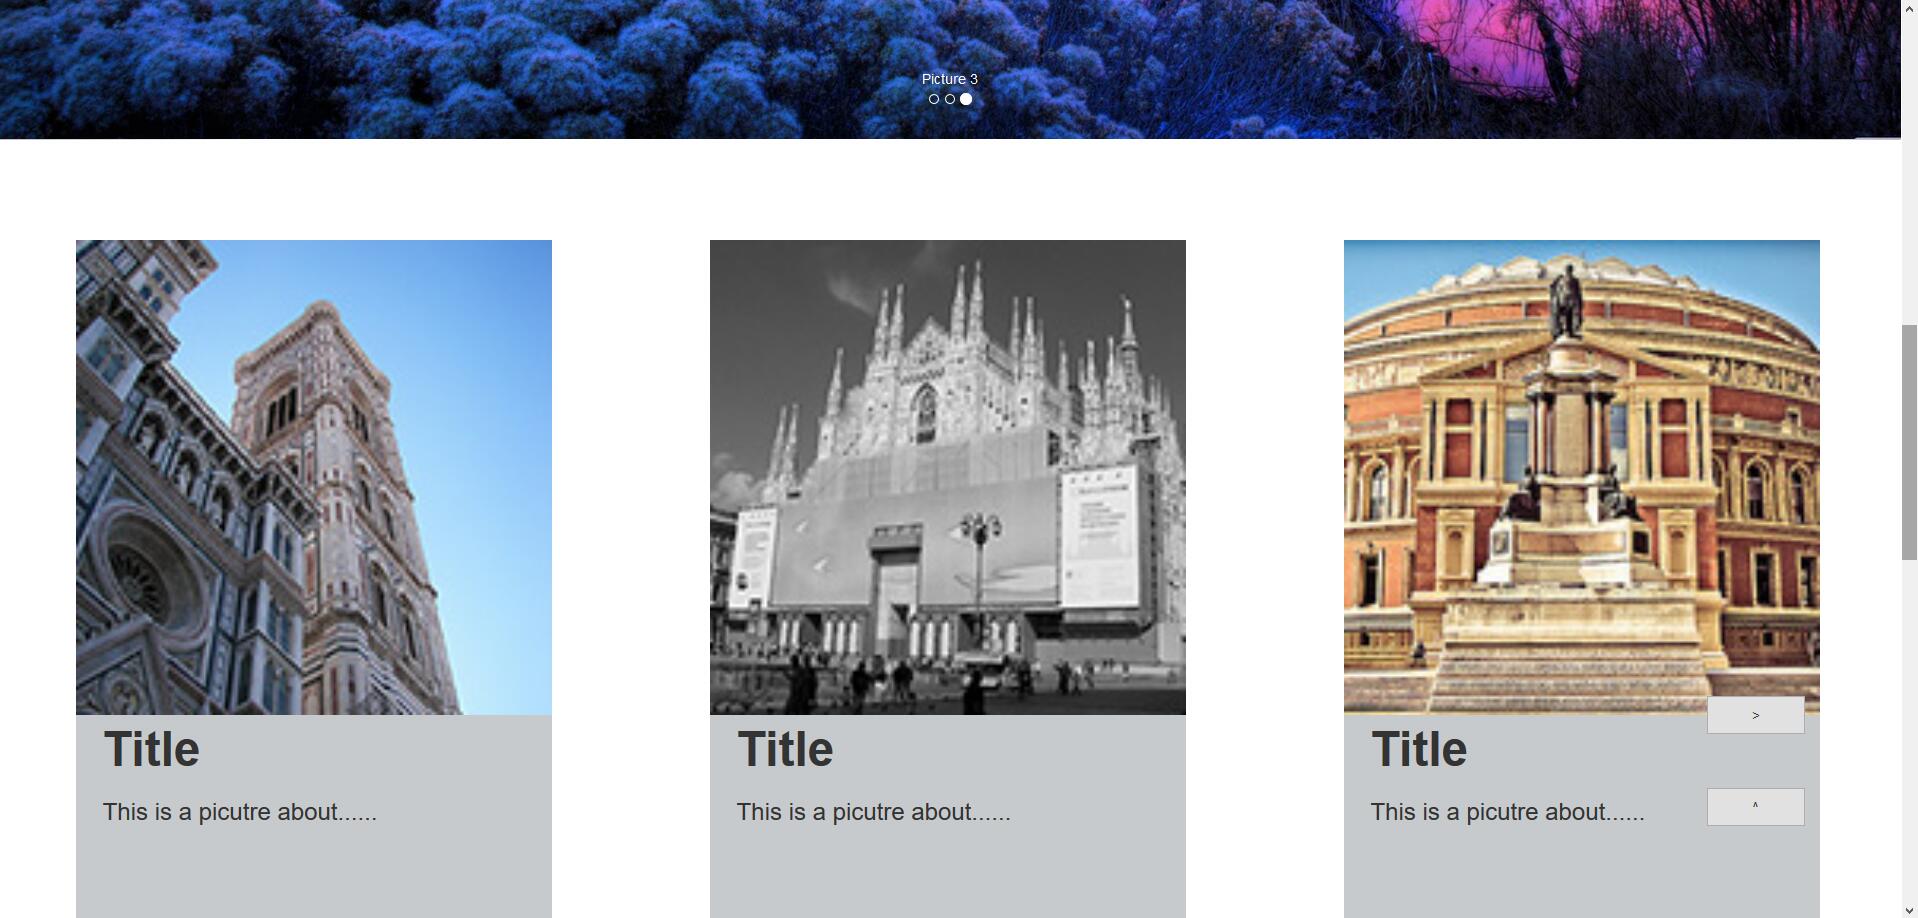 Picture 3
Title
This is a picutre about......
Title
This is a picutre about......
Title
This is a picutre about......
>
^